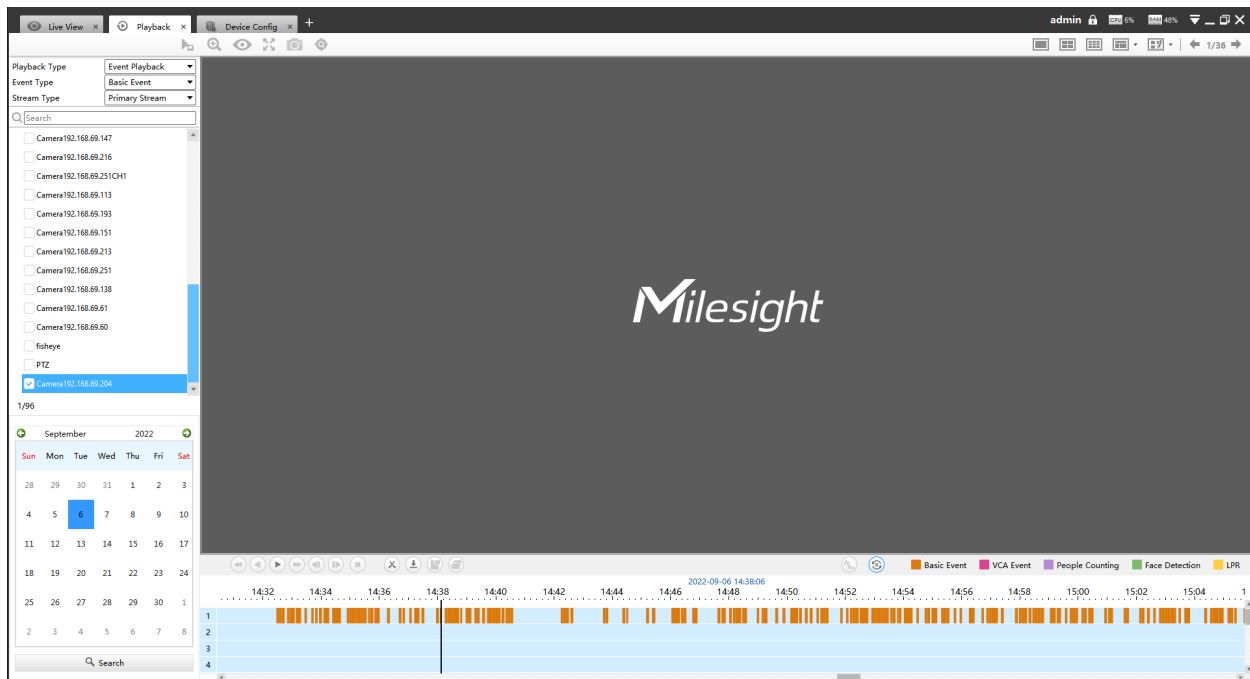 Live View × Playback × Device Config × +
admin CPU 6% RAM 48%
1/36
Playback Type Event Playback
Event Type Basic Event
Stream Type Primary Stream
Search
Camera192.168.69.147
Camera192.168.69.216
Camera192.168.69.251CH1
Camera192.168.69.113
Camera192.168.69.193
Camera192.168.69.151
Camera192.168.69.213
Camera192.168.69.251
Camera192.168.69.138
Camera192.168.69.61
Camera192.168.69.60
fisheye
PTZ
Camera192.168.69.204
1/96
September 2022
Sun Mon Tue Wed Thu Fri Sat
28 29 30 31 1 2 3
4 5 6 7 8 9 10
11 12 13 14 15 16 17
18 19 20 21 22 23 24
25 26 27 28 29 30 1
2 3 4 5 6 7 8
Search
Milesight
Basic Event VCA Event People Counting Face Detection LPR
2022-09-06 14:38:06
14:32 14:34 14:36 14:38 14:40 14:42 14:44 14:46 14:48 14:50 14:52 14:54 14:56 14:58 15:00 15:02 15:04 1
1
2
3
4